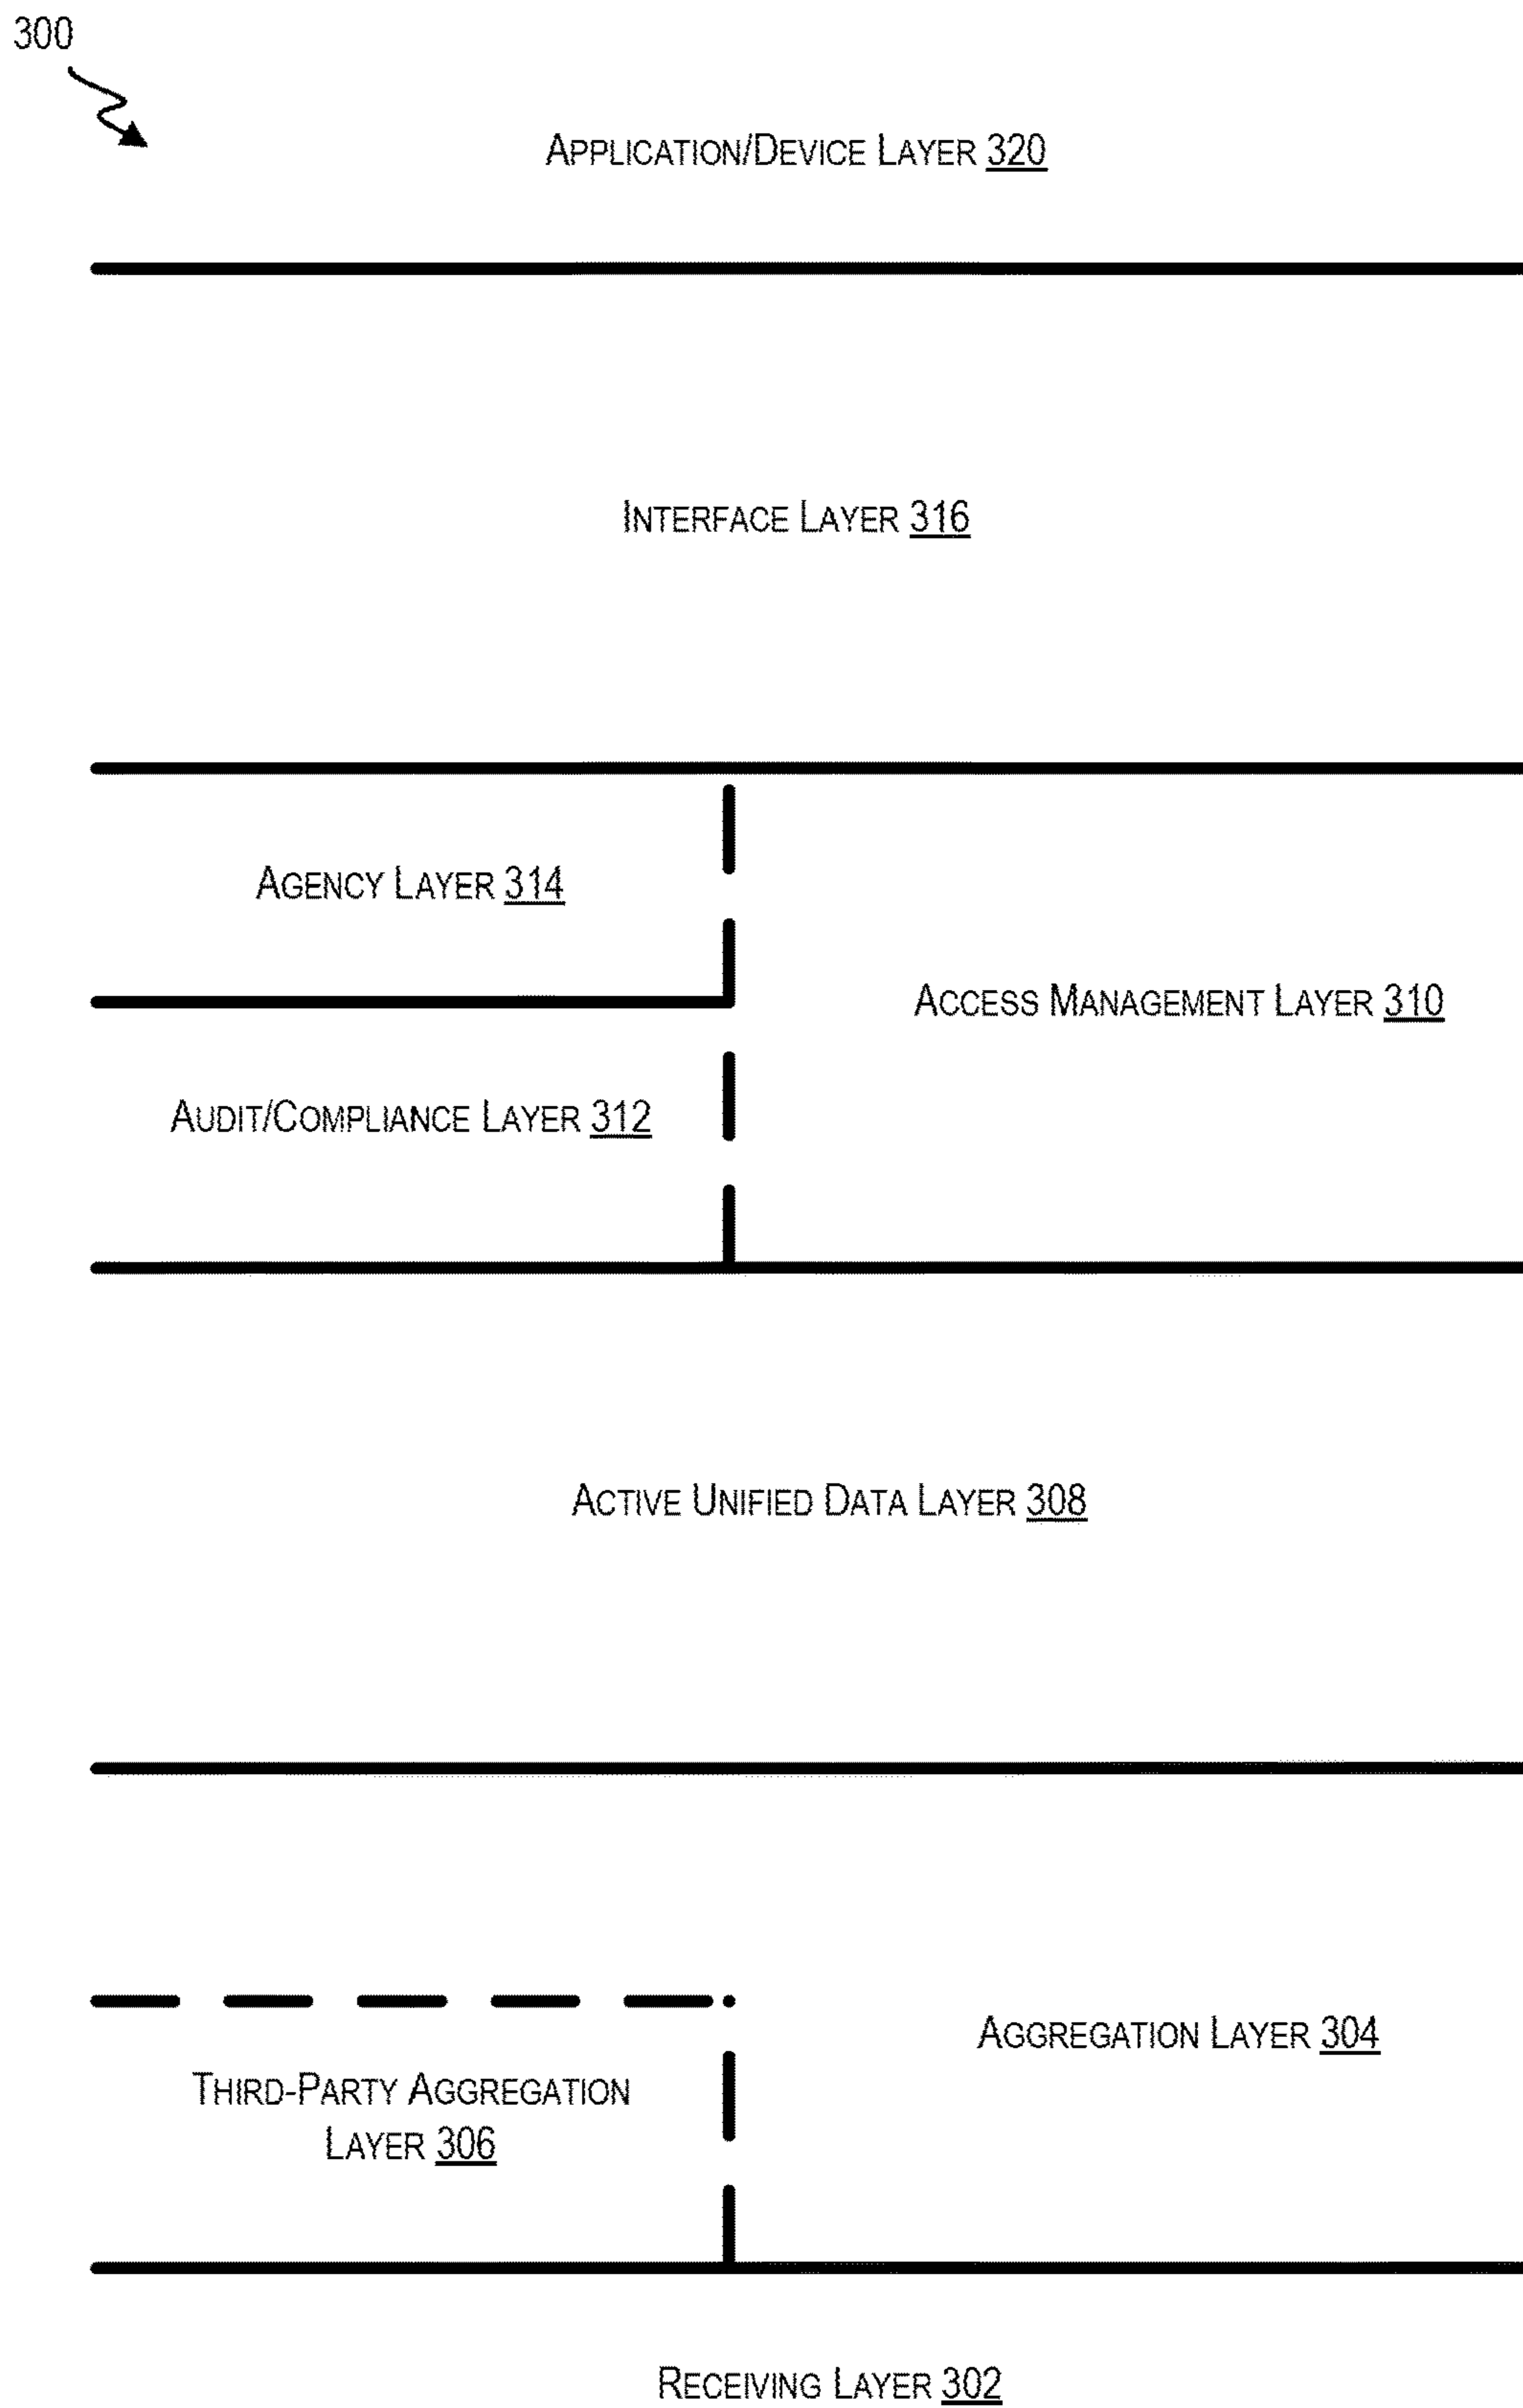 300
APPLICATION/DEVICE LAYER 320
INTERFACE LAYER 316
AGENCY LAYER 314
ACCESS MANAGEMENT LAYER 310
AUDIT/COMPLIANCE LAYER 312
ACTIVE UNIFIED DATA LAYER 308
AGGREGATION LAYER 304
THIRD-PARTY AGGREGATION
LAYER 306
RECEIVING LAYER 302